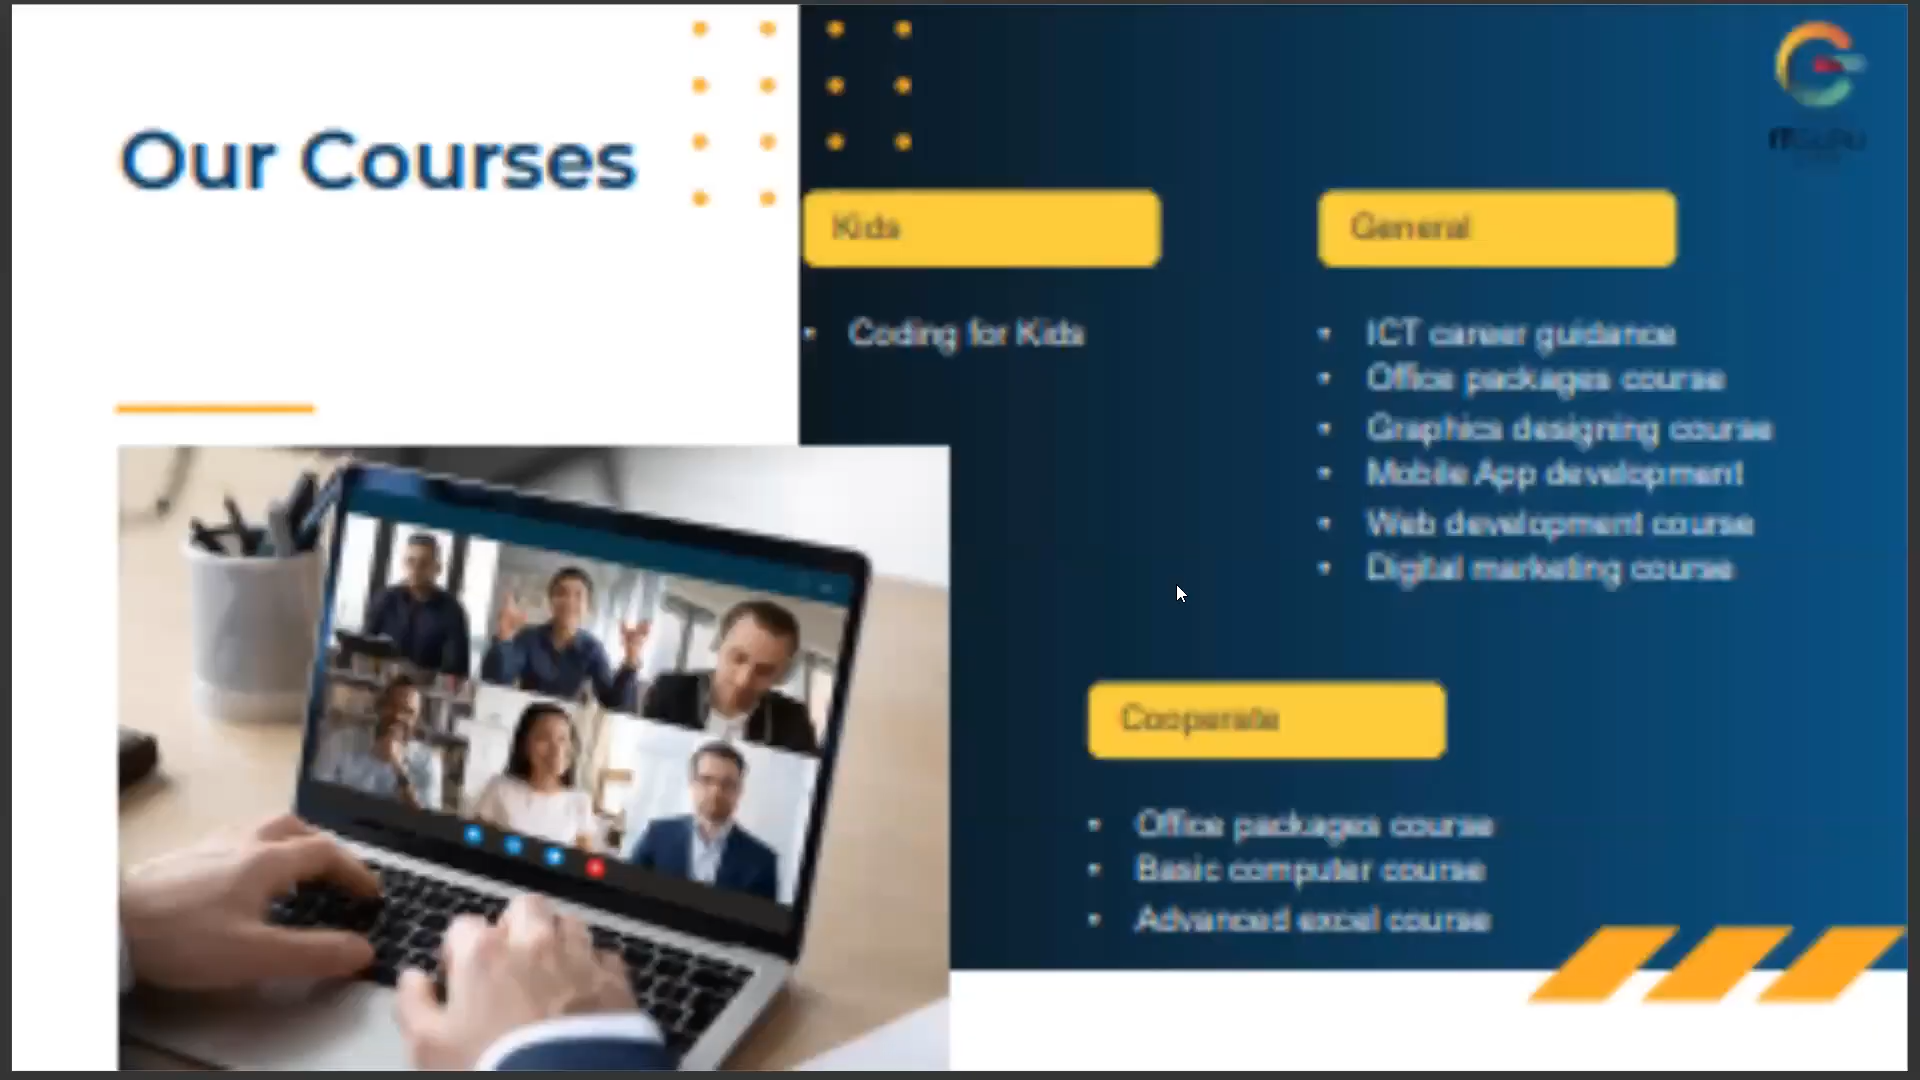 Our Courses
Kids
• Coding for Kids
General
• ICT career guidance
• Office packages course
• Graphics designing course
• Mobile App development
• Web development course
• Digital marketing course
Cooperate
• Office packages course
• Basic computer course
• Advanced excel course
ITGURU